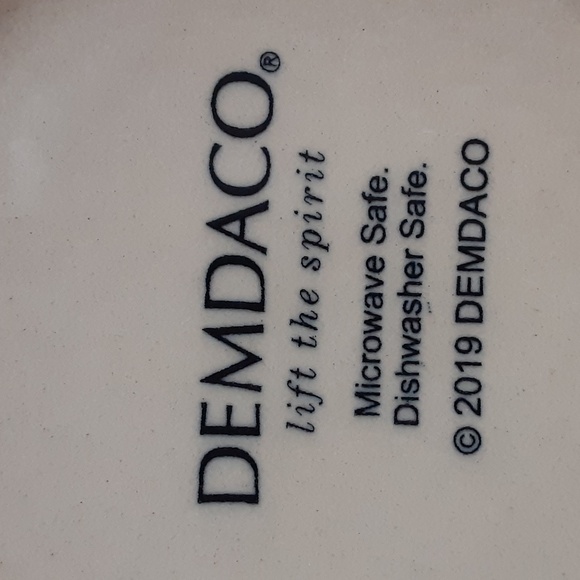 DEMDACO®
lift the spirit
Microwave Safe.
Dishwasher Safe.
© 2019 DEMDACO